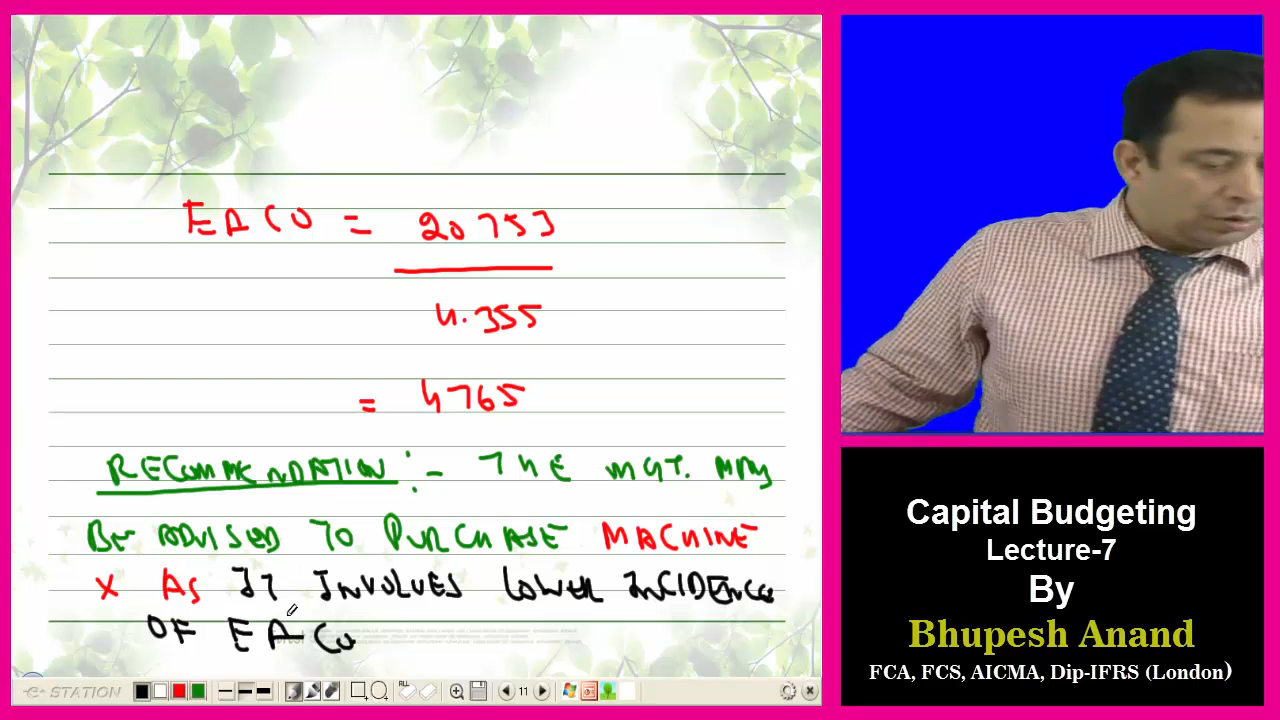 EACO = 20753
4.355
= 4765
RECOMMENDATION :- THE MGT. MAY
BE ADVISED TO PURCHASE MACHINE
X AS IT INVOLVES LOWER INCIDENCE
OF EACO
e-STATION
11
Capital Budgeting
Lecture-7
By
Bhupesh Anand
FCA, FCS, AICMA, Dip-IFRS (London)